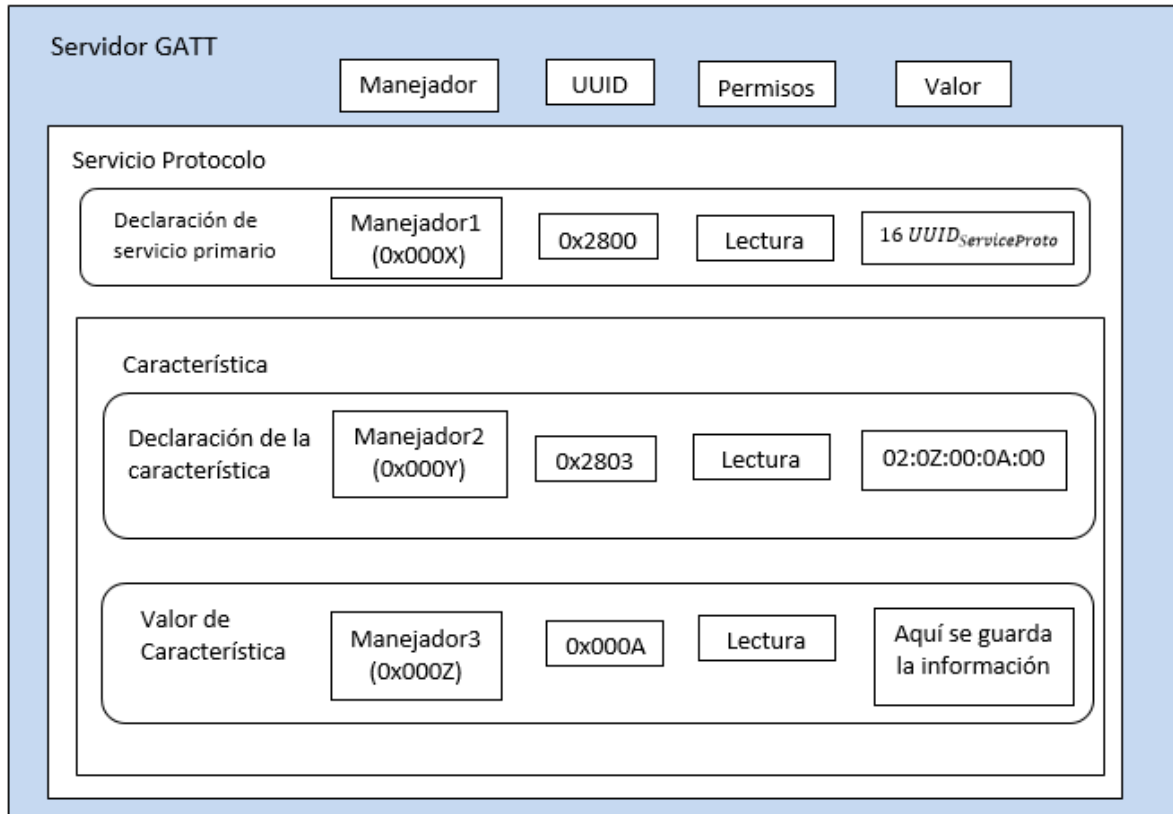 Servidor GATT
Manejador UUID Permisos Valor
Servicio Protocolo
Declaración de
servicio primario
Manejador1
(0x000X)
0x2800
Lectura
16 UUID_ServiceProto
Característica
Declaración de la
característica
Manejador2
(0x000Y)
0x2803
Lectura
02:0Z:00:0A:00
Valor de
Característica
Manejador3
(0x000Z)
0x000A
Lectura
Aquí se guarda
la información